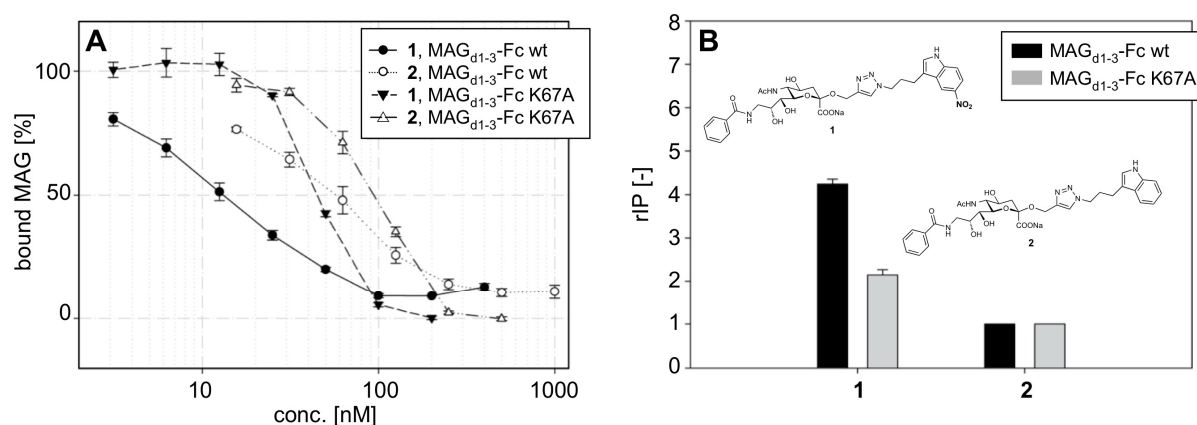 A
1, MAGd1-3-Fc wt
2, MAGd1-3-Fc wt
1, MAGd1-3-Fc K67A
2, MAGd1-3-Fc K67A
bound MAG [%]
100
50
0
10
100
1000
conc. [nM]
B
MAGd1-3-Fc wt
MAGd1-3-Fc K67A
rIP [-]
8
7
6
5
4
3
2
1
0
1
2
HO
AcHN
O
O
N
H
OH
OH
O
COONa
O
N
N
N
H
N
NO2
1
HO
AcHN
O
O
N
H
OH
OH
O
COONa
O
N
N
N
H
N
2